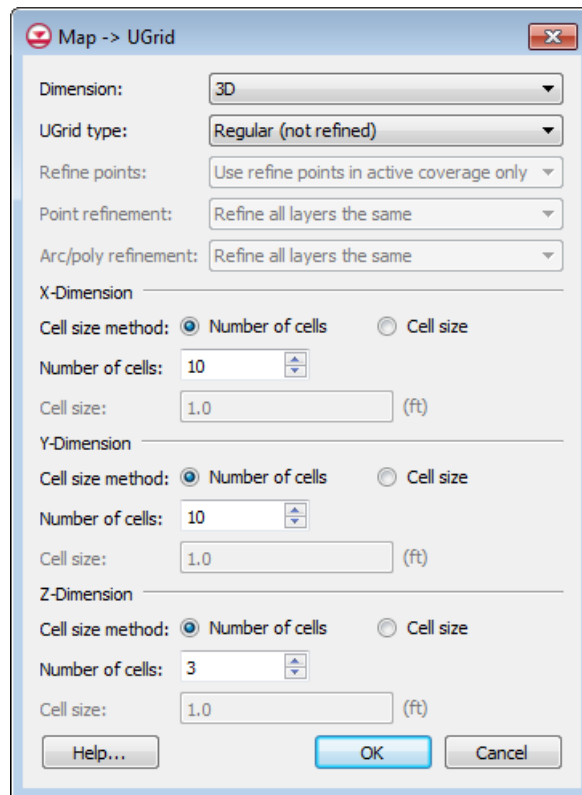 Map -> UGrid
Dimension: 3D
UGrid type: Regular (not refined)
Refine points: Use refine points in active coverage only
Point refinement: Refine all layers the same
Arc/poly refinement: Refine all layers the same
X-Dimension
Cell size method: Number of cells Cell size
Number of cells: 10
Cell size: 1.0 (ft)
Y-Dimension
Cell size method: Number of cells Cell size
Number of cells: 10
Cell size: 1.0 (ft)
Z-Dimension
Cell size method: Number of cells Cell size
Number of cells: 3
Cell size: 1.0 (ft)
Help... OK Cancel